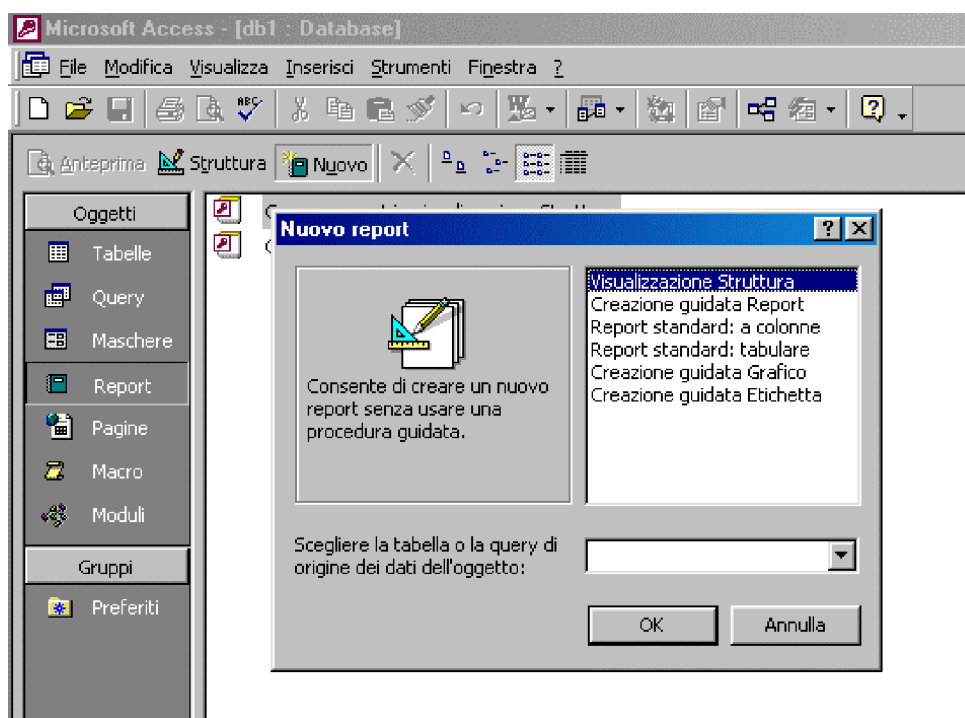 Microsoft Access - [db1 : Database]
File Modifica Visualizza Inserisci Strumenti Finestra ?
ABC
Anteprima Struttura Nuovo
Oggetti
Tabelle
Query
Maschere
Report
Pagine
Macro
Moduli
Gruppi
Preferiti
Nuovo report
Consente di creare un nuovo
report senza usare una
procedura guidata.
Visualizzazione Struttura
Creazione guidata Report
Report standard: a colonne
Report standard: tabulare
Creazione guidata Grafico
Creazione guidata Etichetta
Scegliere la tabella o la query di
origine dei dati dell'oggetto:
OK Annulla